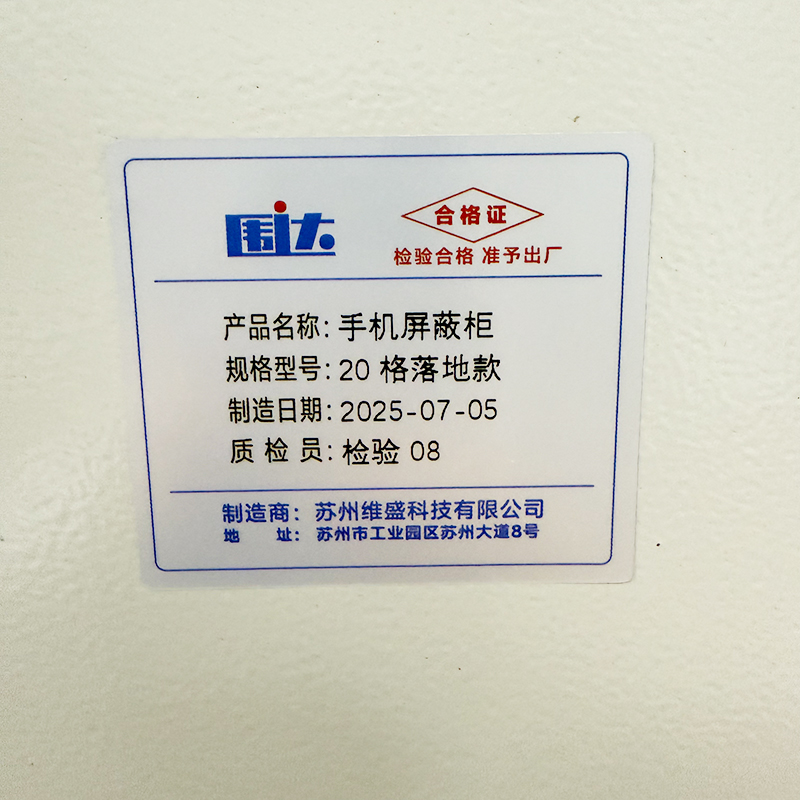 围达
合格证
检验合格 准予出厂
产品名称: 手机屏蔽柜
规格型号: 20 格落地款
制造日期: 2025-07-05
质 检 员: 检验 08
制造商: 苏州维盛科技有限公司
地 址: 苏州市工业园区苏州大道8号